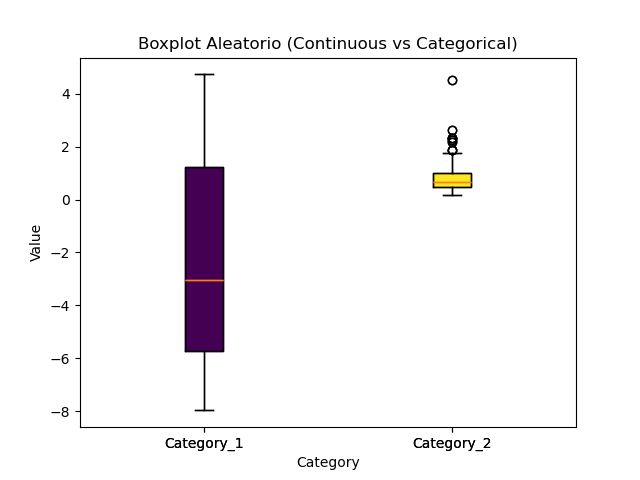 Boxplot Aleatorio (Continuous vs Categorical)
4
2
0
−2
−4
−6
−8
Value
Category_1
Category_2
Category